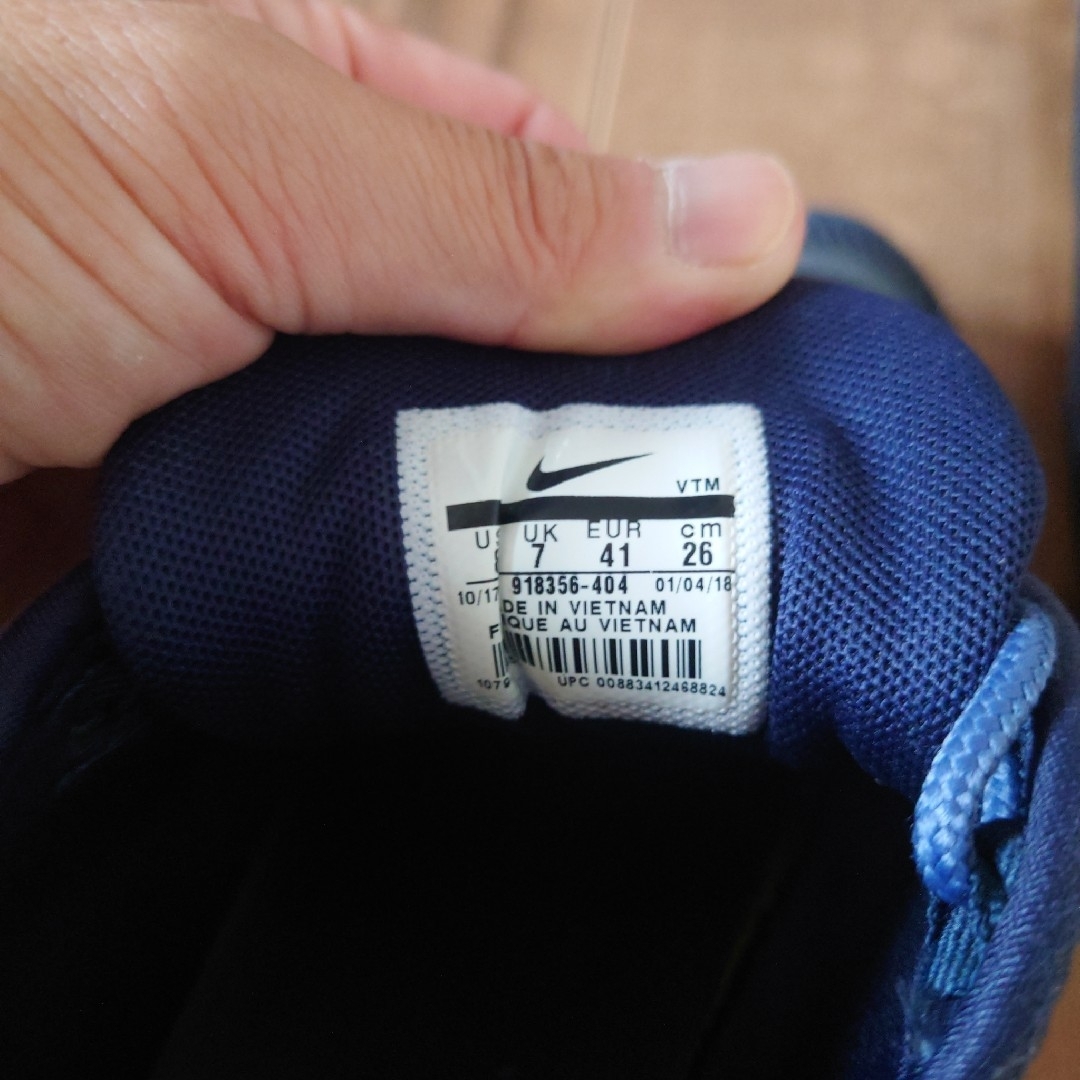 VTM
UK EUR cm
7 41 26
918356-404 01/04/18
10/17
DE IN VIETNAM
QUE AU VIETNAM
UPC 00883412468824